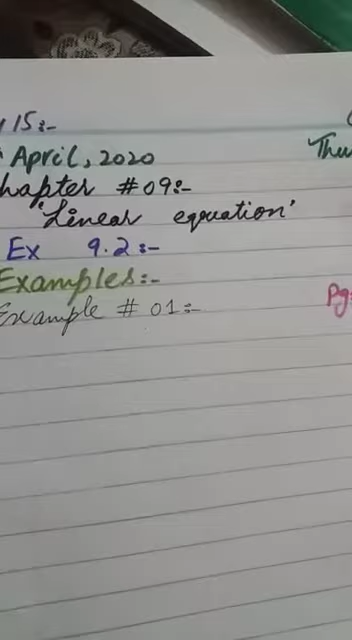 15:-
April, 2020
hapter #09:-
'Linear equation'
Ex 9.2:-
Examples:-
Example # 01:-